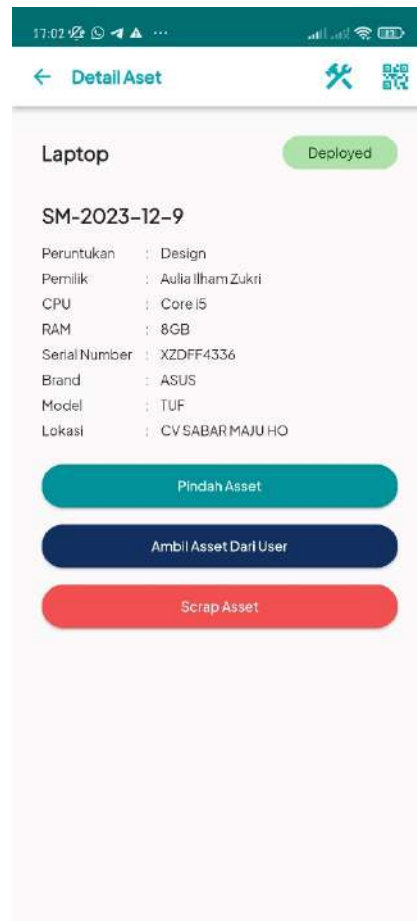 17:02
Detail Aset
Laptop
Deployed
SM-2023-12-9
Peruntukan : Design
Pemilik : Aulia Ilham Zukri
CPU : Core i5
RAM : 8GB
Serial Number : XZDFF4336
Brand : ASUS
Model : TUF
Lokasi : CV SABAR MAJU HO
Pindah Asset
Ambil Asset Dari User
Scrap Asset